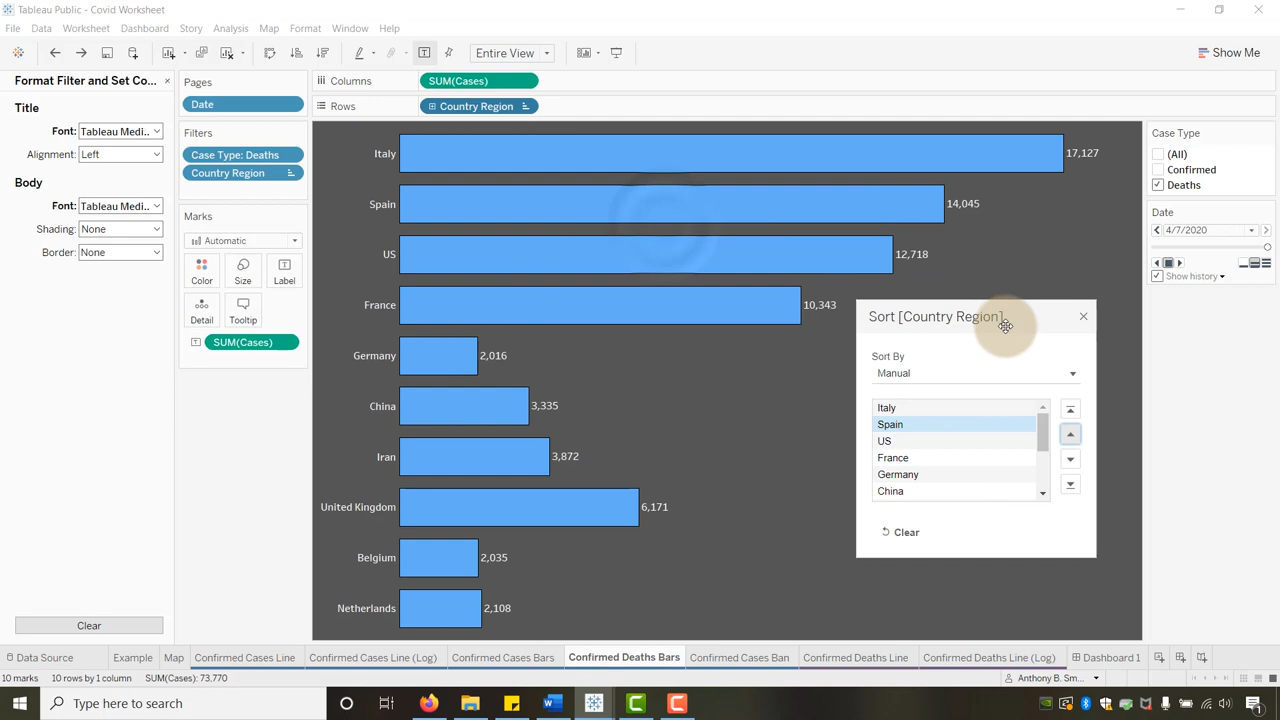 Tableau Public - Covid Worksheet
File Data Worksheet Dashboard Story Analysis Map Format Window Help
Entire View
Show Me
Format Filter and Set Co...
Title
Font: Tableau Medi..
Alignment: Left
Body
Font: Tableau Medi..
Shading: None
Border: None
Clear
Pages
Date
Filters
Case Type: Deaths
Country Region
Marks
Automatic
Color Size Label
Detail Tooltip
SUM(Cases)
Columns SUM(Cases)
Rows Country Region
Italy 17,127
Spain 14,045
US 12,718
France 10,343
Germany 2,016
China 3,335
Iran 3,872
United Kingdom 6,171
Belgium 2,035
Netherlands 2,108
Sort [Country Region]
Sort By
Manual
Italy
Spain
US
France
Germany
China
Clear
Case Type
(All)
Confirmed
Deaths
Date
4/7/2020
Show history
Data Source Example Map Confirmed Cases Line Confirmed Cases Line (Log) Confirmed Cases Bars Confirmed Deaths Bars Confirmed Cases Ban Confirmed Deaths Line Confirmed Deaths Line (Log) Dashboard 1
10 marks 10 rows by 1 column SUM(Cases): 73,770 Anthony B. Sm...
Type here to search